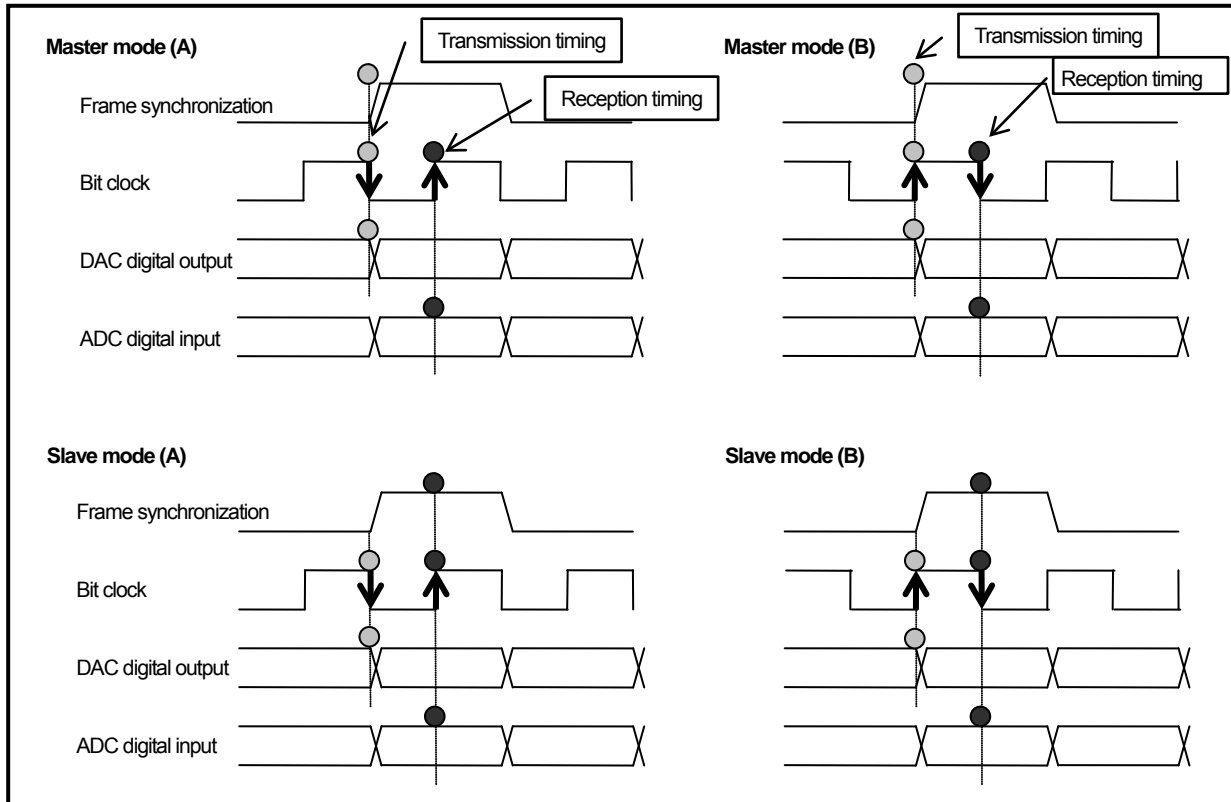 Master mode (A)
Transmission timing
Reception timing
Frame synchronization
Bit clock
DAC digital output
ADC digital input
Master mode (B)
Transmission timing
Reception timing
Slave mode (A)
Frame synchronization
Bit clock
DAC digital output
ADC digital input
Slave mode (B)